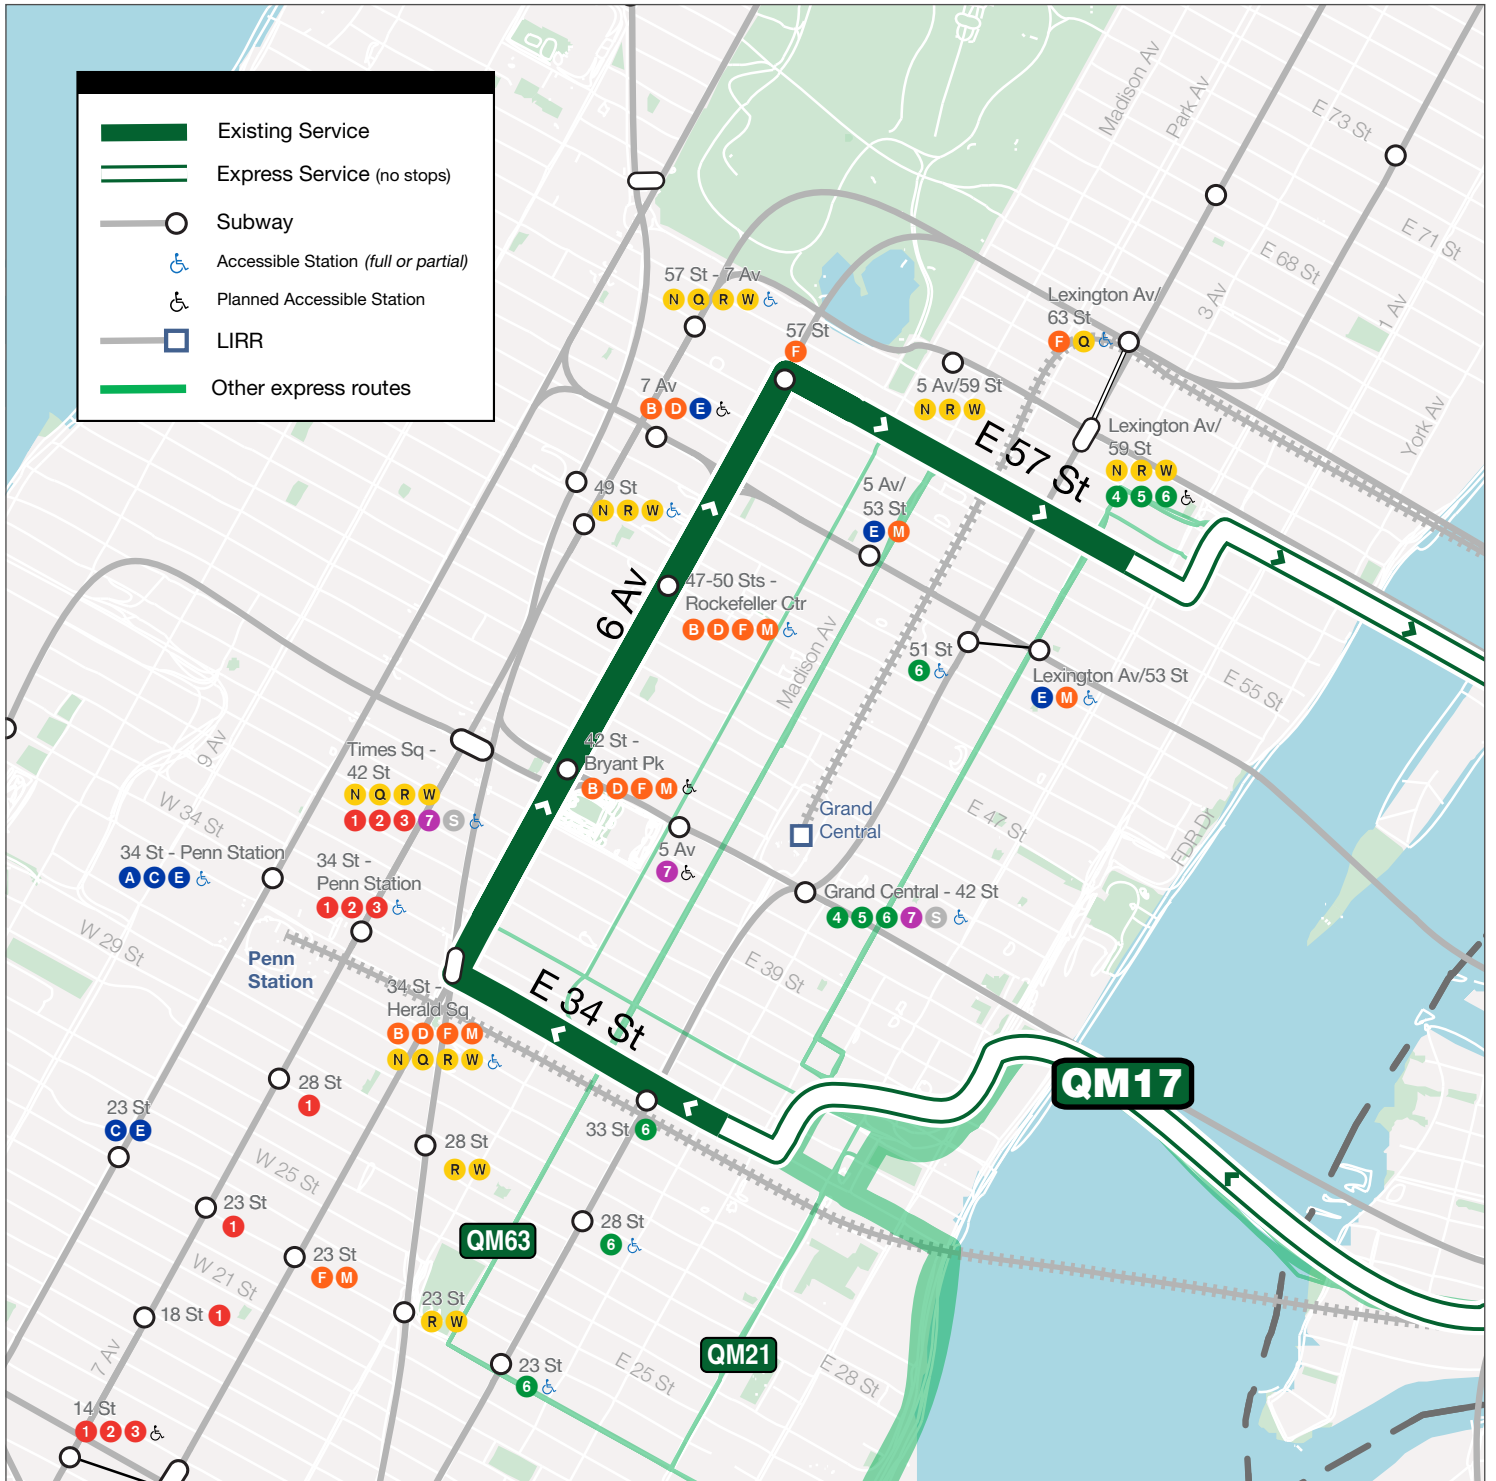 Existing Service
Express Service (no stops)
Subway
Accessible Station (full or partial)
Planned Accessible Station
LIRR
Other express routes
Madison Av
Park Av
E 73 St
E 71 St
E 68 St
3 Av
1 Av
York Av
57 St - 7 Av
N Q R W
57 St
F
Lexington Av/
63 St
F Q
7 Av
B D E
5 Av/59 St
N R W
E 57 St
Lexington Av/
59 St
N R W
4 5 6
49 St
N R W
5 Av/
53 St
E M
6 Av
47-50 Sts -
Rockefeller Ctr
B D F M
Madison Av
51 St
6
Lexington Av/53 St
E M
E 55 St
9 Av
W 34 St
Times Sq -
42 St
N Q R W
1 2 3 7 S
42 St -
Bryant Pk
B D F M
5 Av
7
Grand
Central
E 47 St
FDR Dr
34 St - Penn Station
A C E
34 St -
Penn Station
1 2 3
Grand Central - 42 St
4 5 6 7 S
W 29 St
Penn
Station
34 St -
Herald Sq
B D F M
N Q R W
E 34 St
E 39 St
QM17
28 St
1
23 St
C E
33 St 6
28 St
R W
W 25 St
23 St
1
28 St
6
QM63
23 St
F M
W 21 St
18 St 1
23 St
R W
QM21
7 Av
23 St
6
E 25 St
E 28 St
14 St
1 2 3